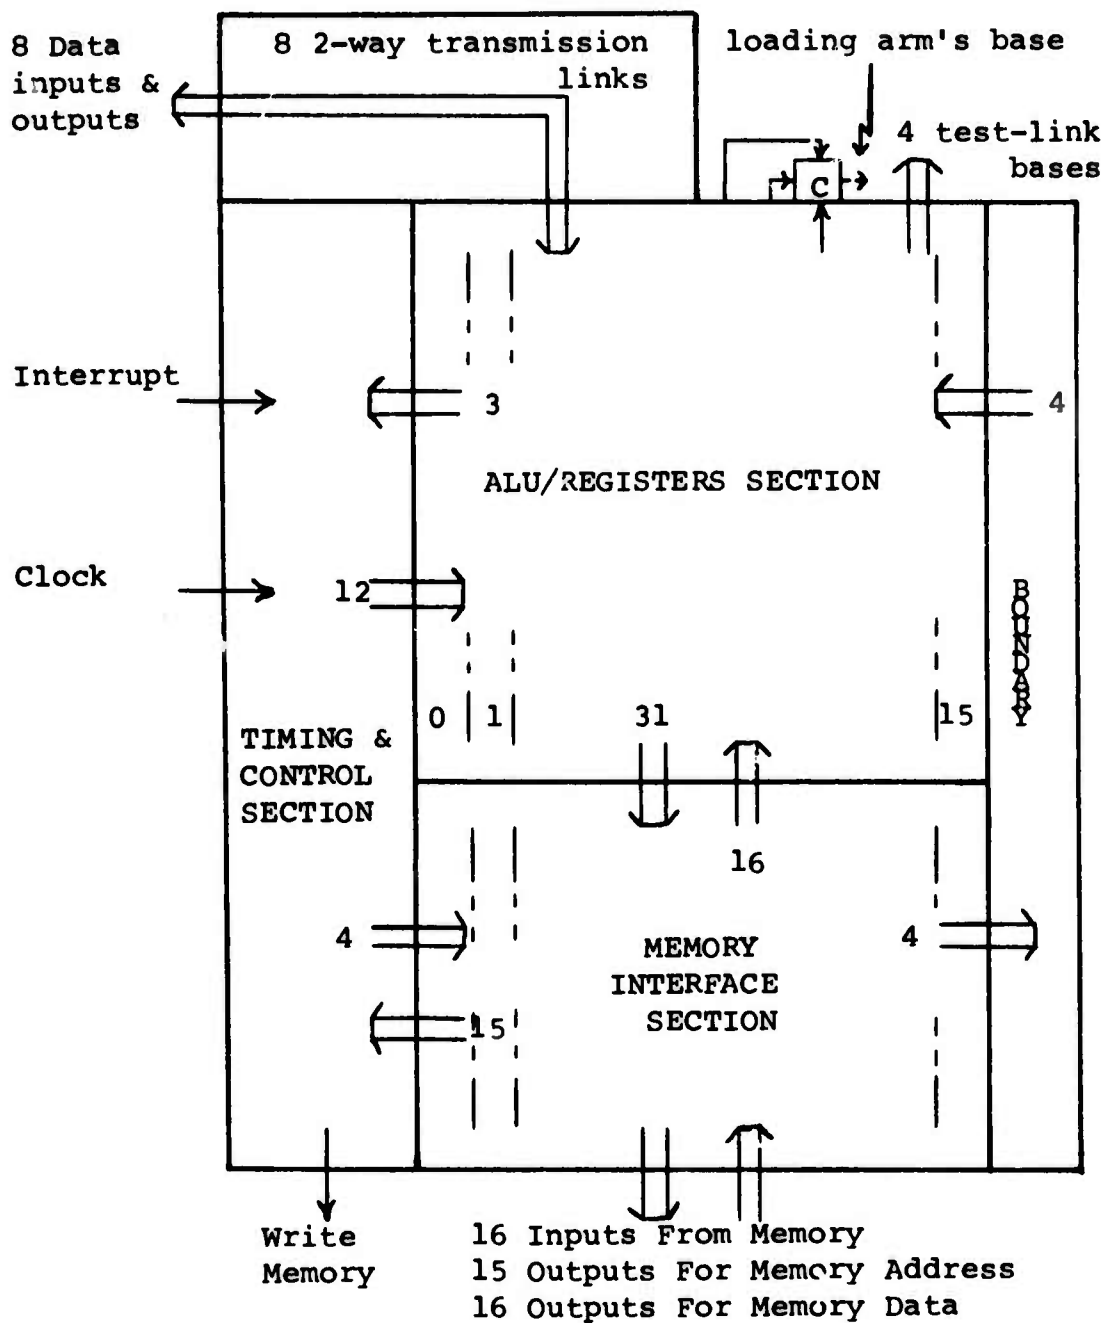 8 Data
inputs &
outputs
8 2-way transmission
links
loading arm's base
4 test-link
bases
C
Interrupt
3
4
ALU/REGISTERS SECTION
Clock
12
BOUNDARY
0 1
31
15
TIMING &
CONTROL
SECTION
16
4
4
MEMORY
INTERFACE
SECTION
15
Write
Memory
16 Inputs From Memory
15 Outputs For Memory Address
16 Outputs For Memory Data